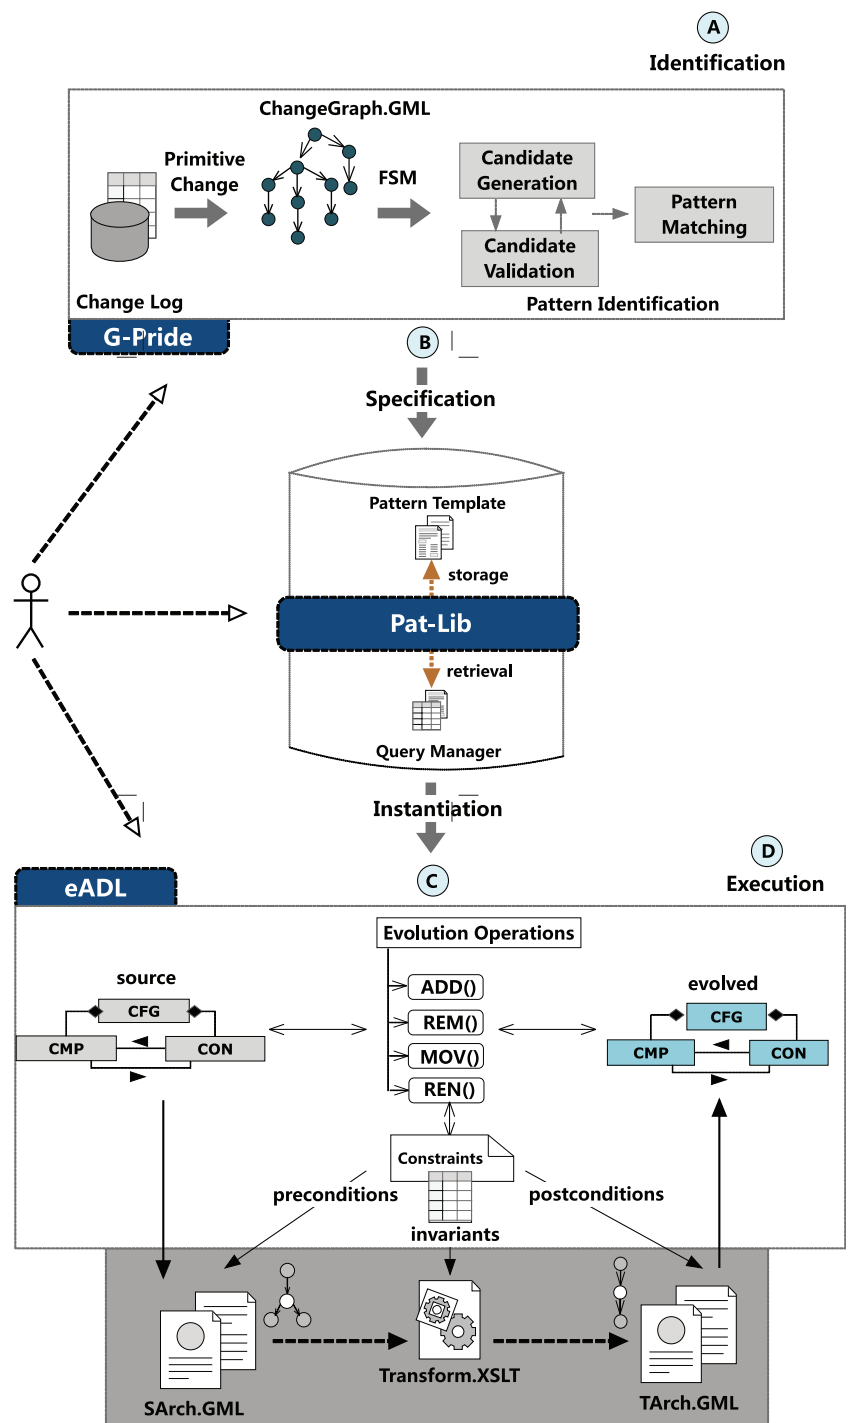 A
Identification
ChangeGraph.GML
Primitive
Change
FSM
Candidate
Generation
Pattern
Matching
Candidate
Validation
Change Log
Pattern Identification
G-Pride
B
Specification
Pattern Template
storage
Pat-Lib
retrieval
Query Manager
Instantiation
D
C
eADL
Execution
Evolution Operations
source
evolved
ADD()
CFG
CFG
REM()
CMP
CON
MOV()
CMP
CON
REN()
Constraints
preconditions
postconditions
invariants
Transform.XSLT
SArch.GML
TArch.GML